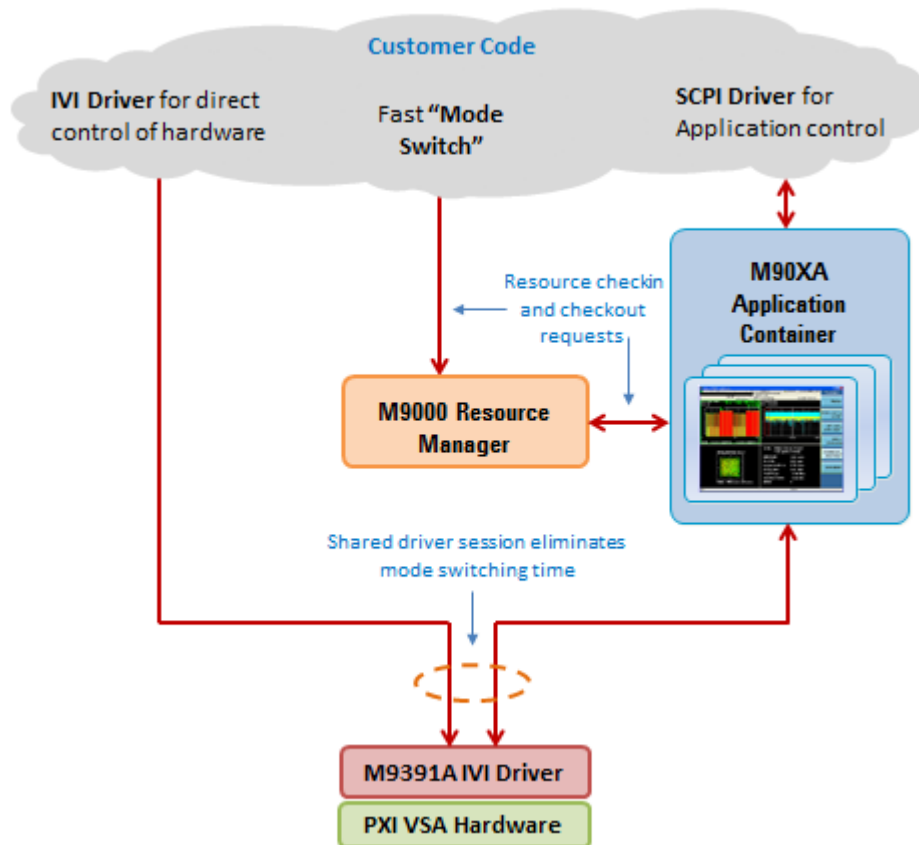 Customer Code
IVI Driver for direct
control of hardware
Fast "Mode
Switch"
SCPI Driver for
Application control
Resource checkin
and checkout
requests
M90XA
Application
Container
M9000 Resource
Manager
Shared driver session eliminates
mode switching time
M9391A IVI Driver
PXI VSA Hardware